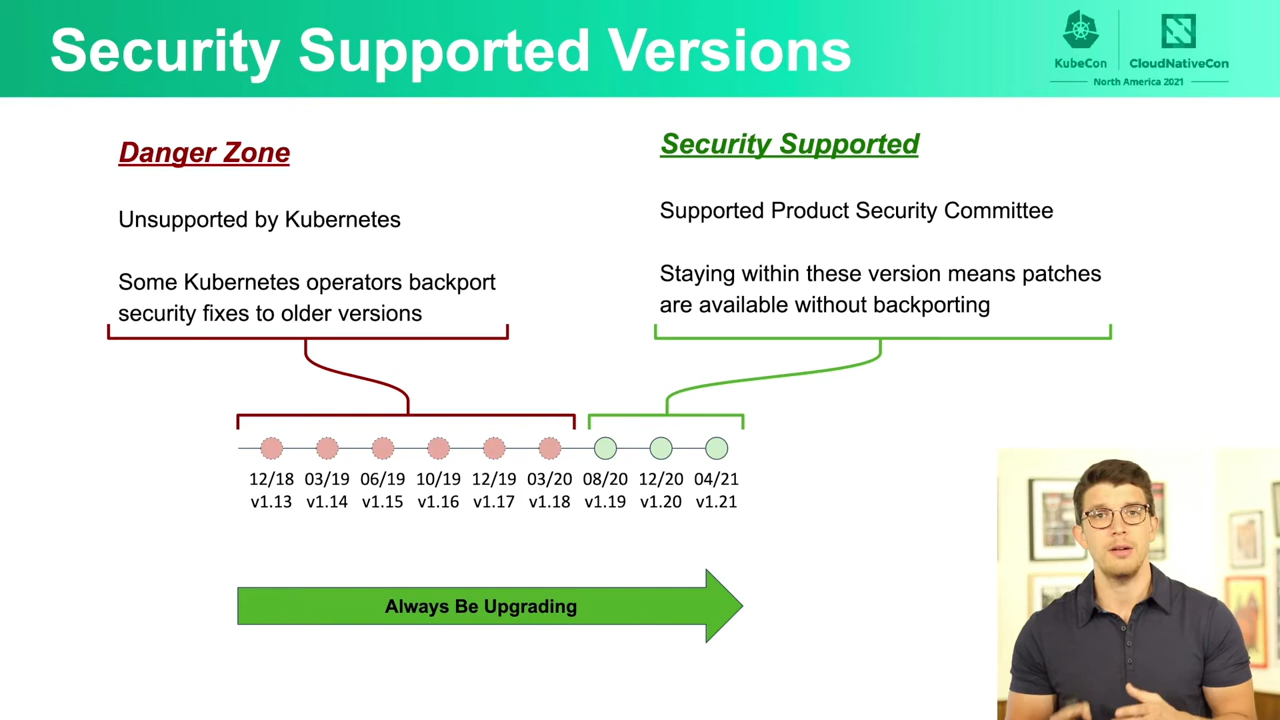 Security Supported Versions
KubeCon
CloudNativeCon
North America 2021
Danger Zone
Unsupported by Kubernetes
Some Kubernetes operators backport
security fixes to older versions
Security Supported
Supported Product Security Committee
Staying within these version means patches
are available without backporting
12/18 03/19 06/19 10/19 12/19 03/20 08/20 12/20 04/21
v1.13 v1.14 v1.15 v1.16 v1.17 v1.18 v1.19 v1.20 v1.21
Always Be Upgrading